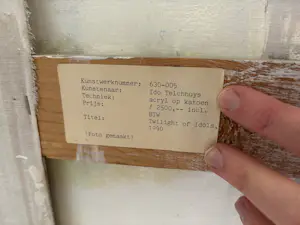 Kunstwerknummer: 630-005
Kunstenaar: Ido Teichhuys
Techniek: acryl op katoen
Prijs: ƒ 2500,-- incl.
BTW
Titel: Twilight of Idols,
1990
(Foto gemaakt)